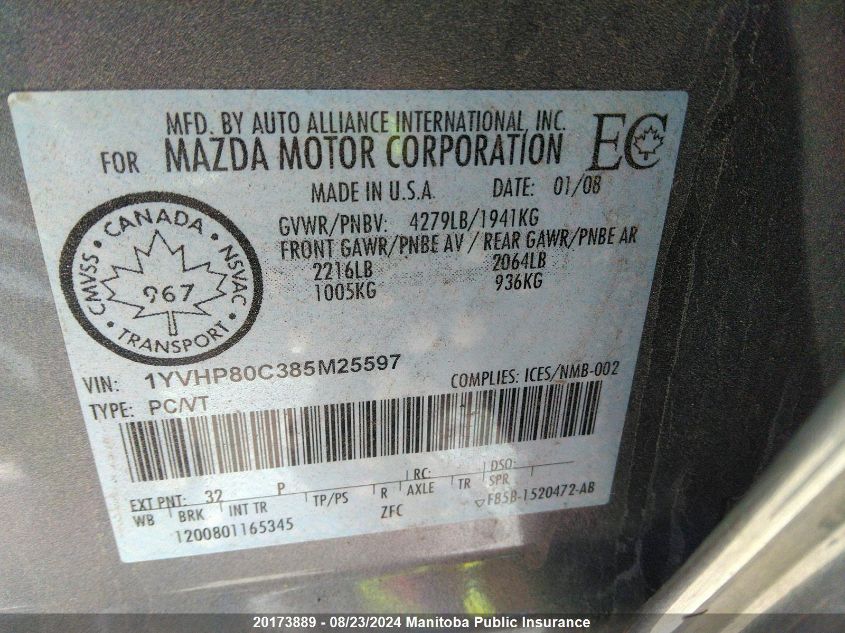 MFD. BY AUTO ALLIANCE INTERNATIONAL, INC.
FOR MAZDA MOTOR CORPORATION EC
MADE IN U.S.A. DATE: 01/08
GVWR/PNBV: 4279LB/1941KG
FRONT GAWR/PNBE AV / REAR GAWR/PNBE AR
2216LB 2064LB
1005KG 936KG
CANADA
CMVSS • NSVAC
967
TRANSPORT
VIN: 1YVHP80C385M25597 COMPLIES: ICES/NMB-002
TYPE: PC/VT
EXT PNT: 32 P RC: DSO:
WB BRK INT TR TP/PS R AXLE TR SPR
1200801165345 ZFC ▽FB5B-1520472-AB
20173889 - 08/23/2024 Manitoba Public Insurance